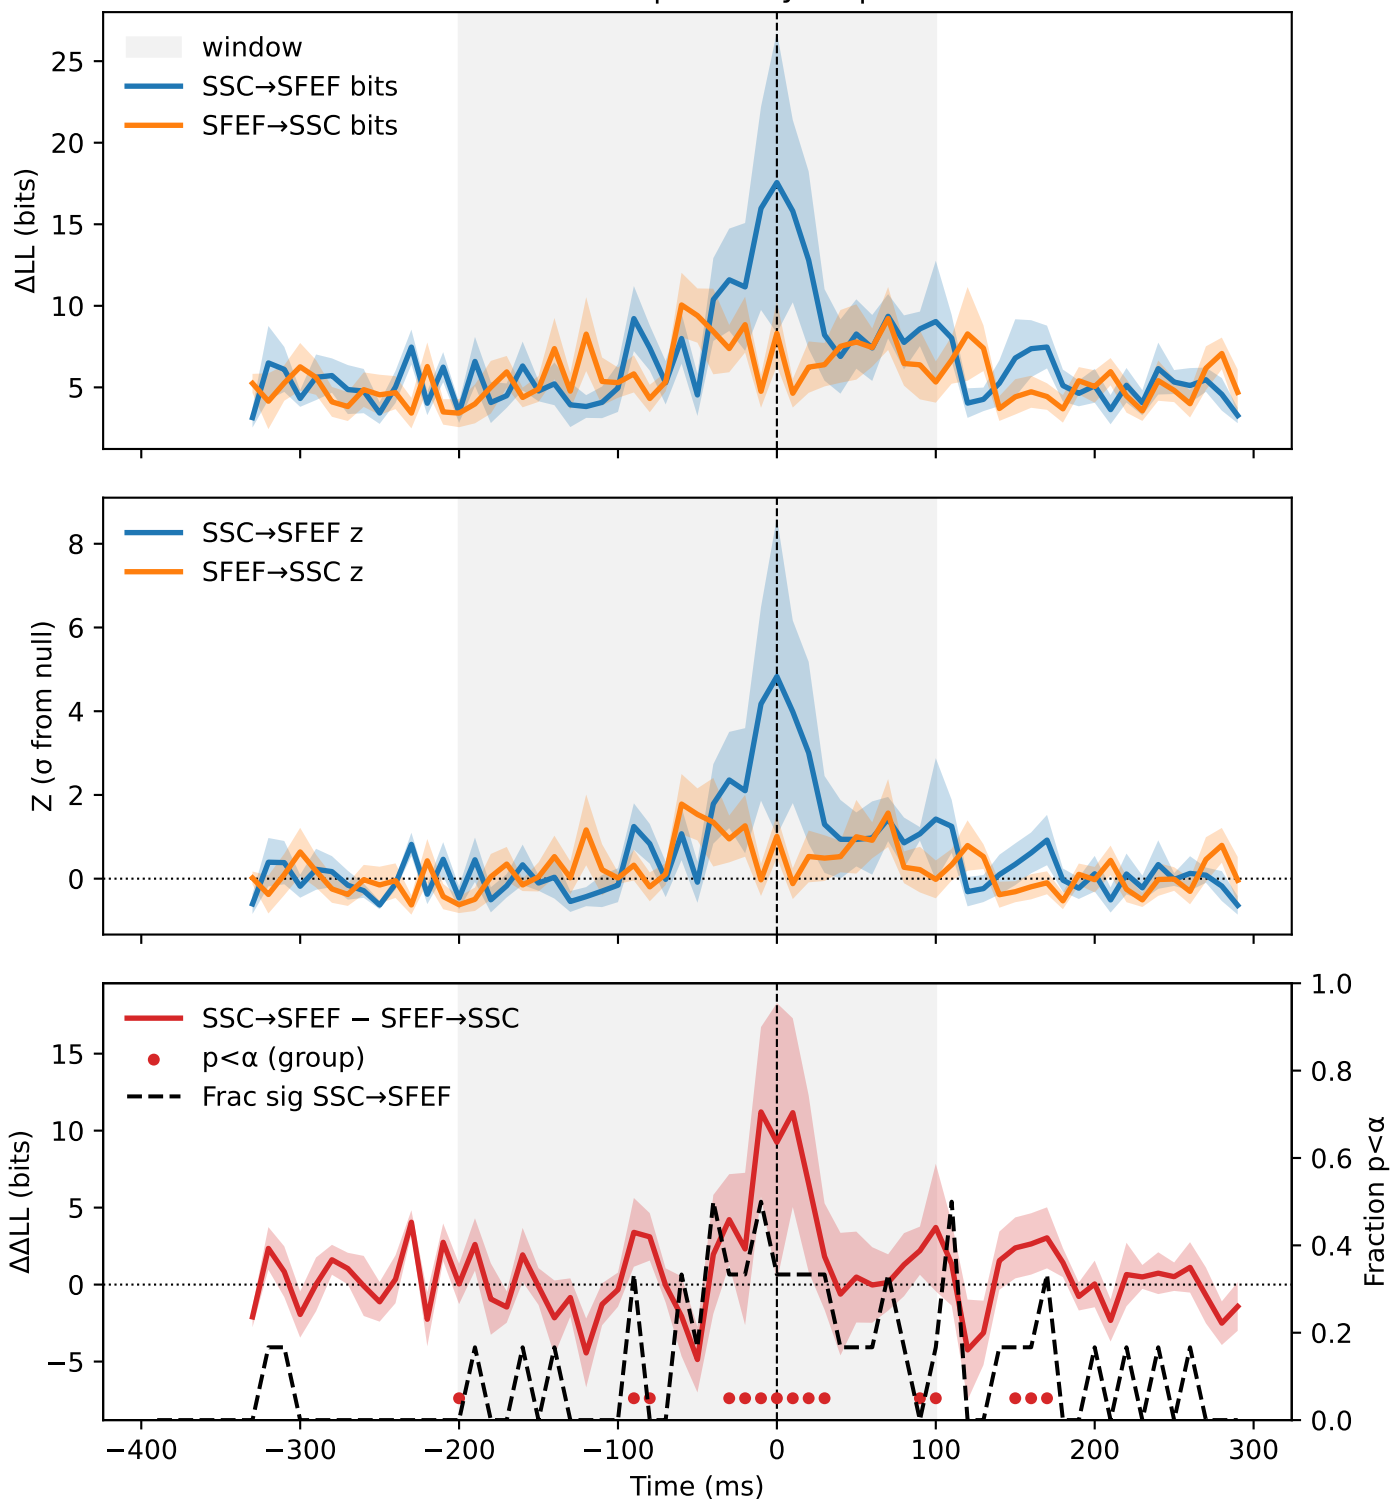 25
20
15
10
5
ΔLL (bits)
window
SSC→SFEF bits
SFEF→SSC bits
8
6
4
2
0
Z (σ from null)
SSC→SFEF z
SFEF→SSC z
15
10
5
0
−5
ΔΔLL (bits)
SSC→SFEF − SFEF→SSC
p<α (group)
Frac sig SSC→SFEF
1.0
0.8
0.6
0.4
0.2
0.0
Fraction p<α
−400 −300 −200 −100 0 100 200 300
Time (ms)